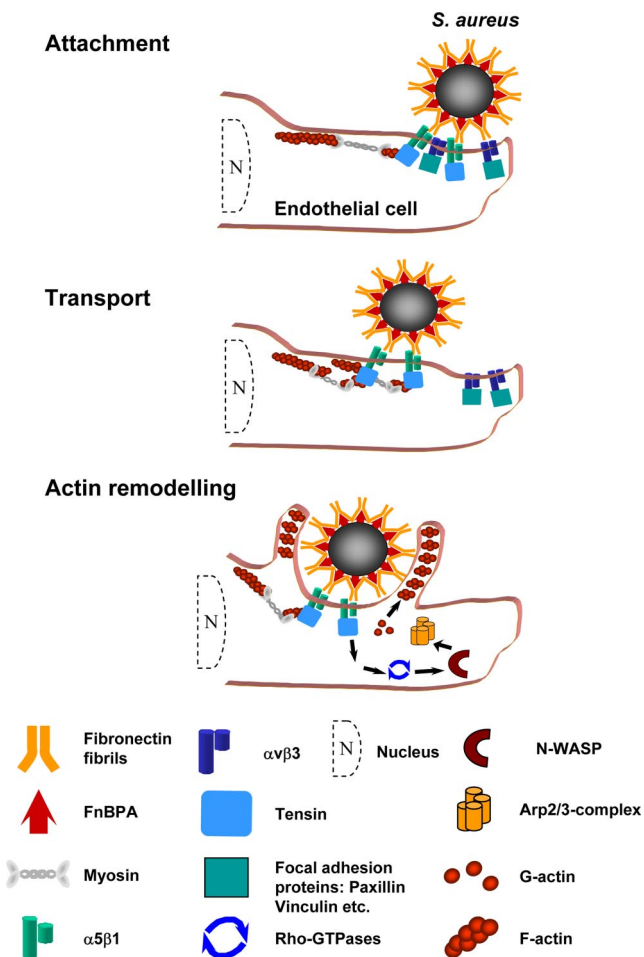 S. aureus
Attachment
N
Endothelial cell
Transport
N
Actin remodelling
N
Fibronectin
fibrils
αvβ3
N
Nucleus
N-WASP
FnBPA
Tensin
Arp2/3-complex
Myosin
Focal adhesion
proteins: Paxillin
Vinculin etc.
G-actin
α5β1
Rho-GTPases
F-actin